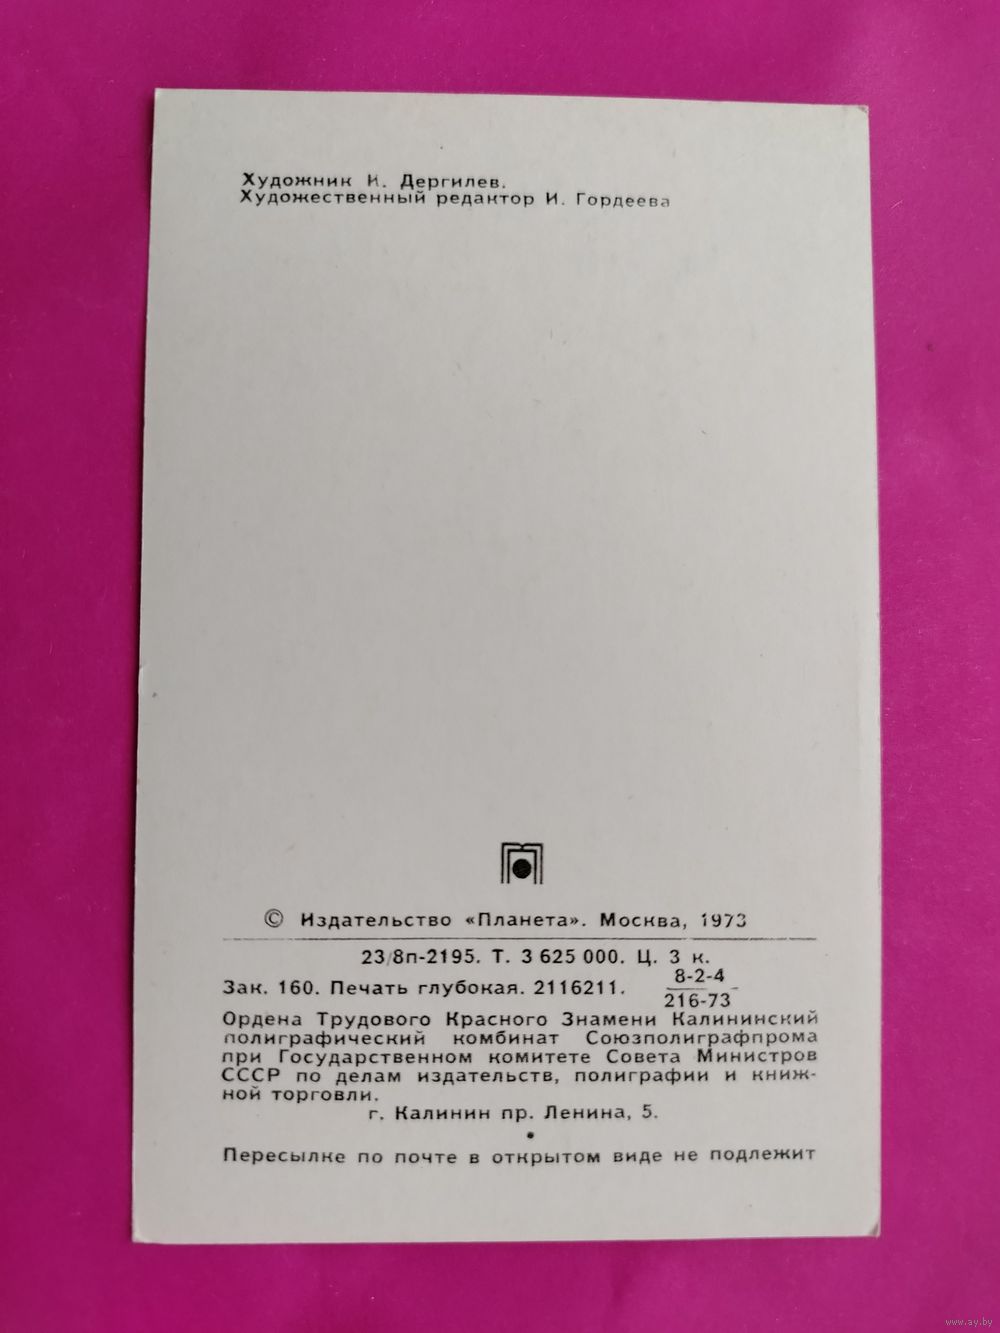 Художник И. Дергилев.
Художественный редактор И. Гордеева
© Издательство «Планета». Москва, 1973
23/8п-2195. Т. 3 625 000. Ц. 3 к.
Зак. 160. Печать глубокая. 2116211. 8-2-4
216-73
Ордена Трудового Красного Знамени Калининский
полиграфический комбинат Союзполиграфпрома
при Государственном комитете Совета Министров
СССР по делам издательств, полиграфии и книж-
ной торговли.
г. Калинин пр. Ленина, 5.
•
Пересылке по почте в открытом виде не подлежит
www.ay.by